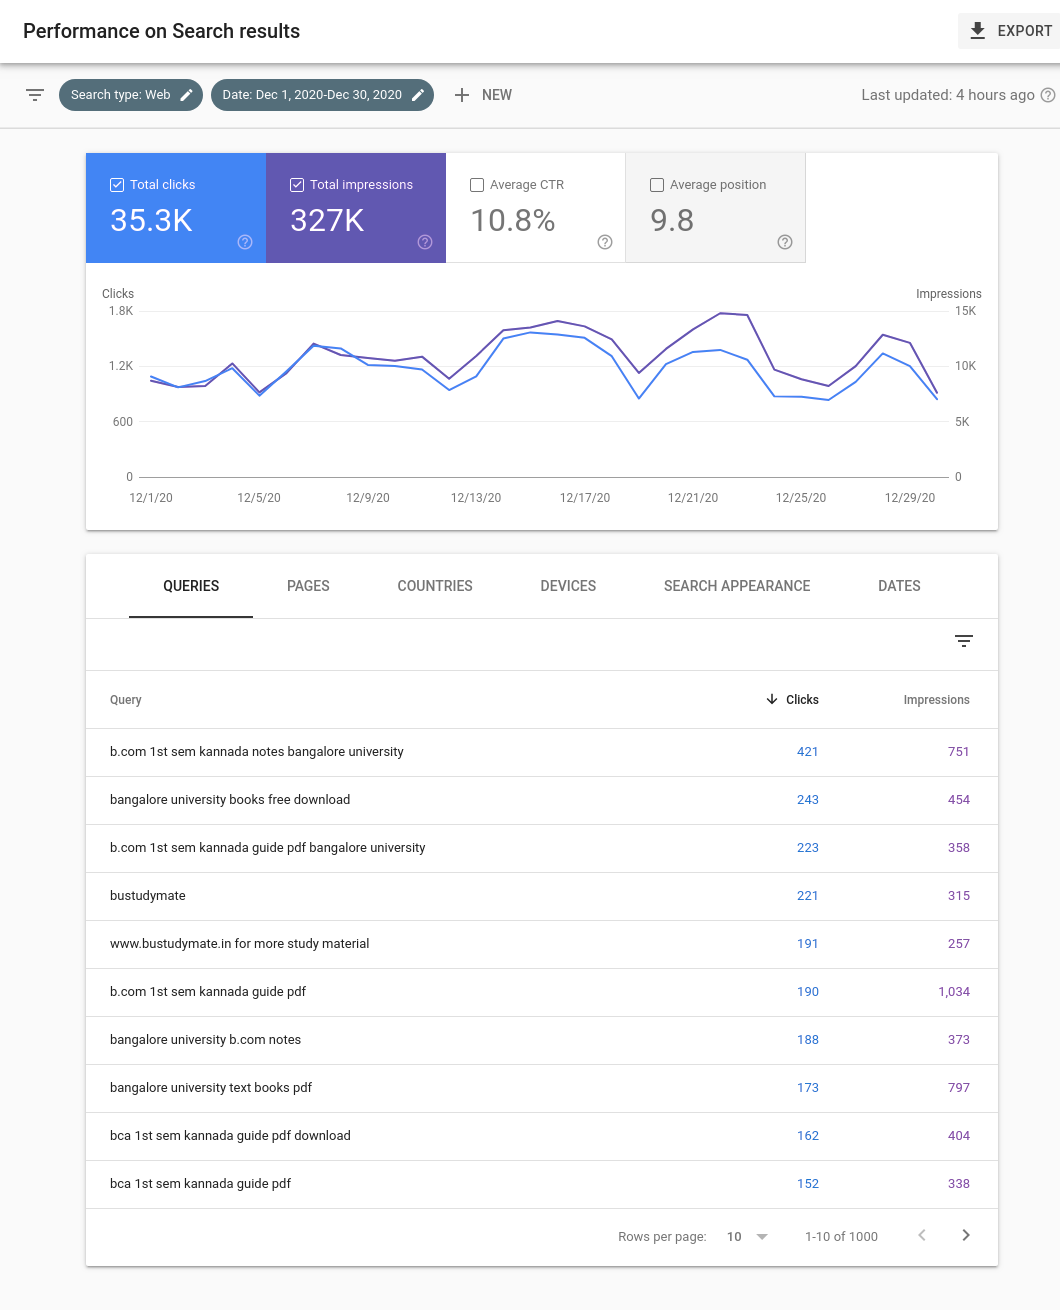 Performance on Search results
EXPORT
Search type: Web
Date: Dec 1, 2020-Dec 30, 2020
NEW
Last updated: 4 hours ago
Total clicks
35.3K
Total impressions
327K
Average CTR
10.8%
Average position
9.8
Clicks
Impressions
1.8K
15K
1.2K
10K
600
5K
0
0
12/1/20 12/5/20 12/9/20 12/13/20 12/17/20 12/21/20 12/25/20 12/29/20
QUERIES PAGES COUNTRIES DEVICES SEARCH APPEARANCE DATES
Query Clicks Impressions
b.com 1st sem kannada notes bangalore university 421 751
bangalore university books free download 243 454
b.com 1st sem kannada guide pdf bangalore university 223 358
bustudymate 221 315
www.bustudymate.in for more study material 191 257
b.com 1st sem kannada guide pdf 190 1,034
bangalore university b.com notes 188 373
bangalore university text books pdf 173 797
bca 1st sem kannada guide pdf download 162 404
bca 1st sem kannada guide pdf 152 338
Rows per page: 10 1-10 of 1000